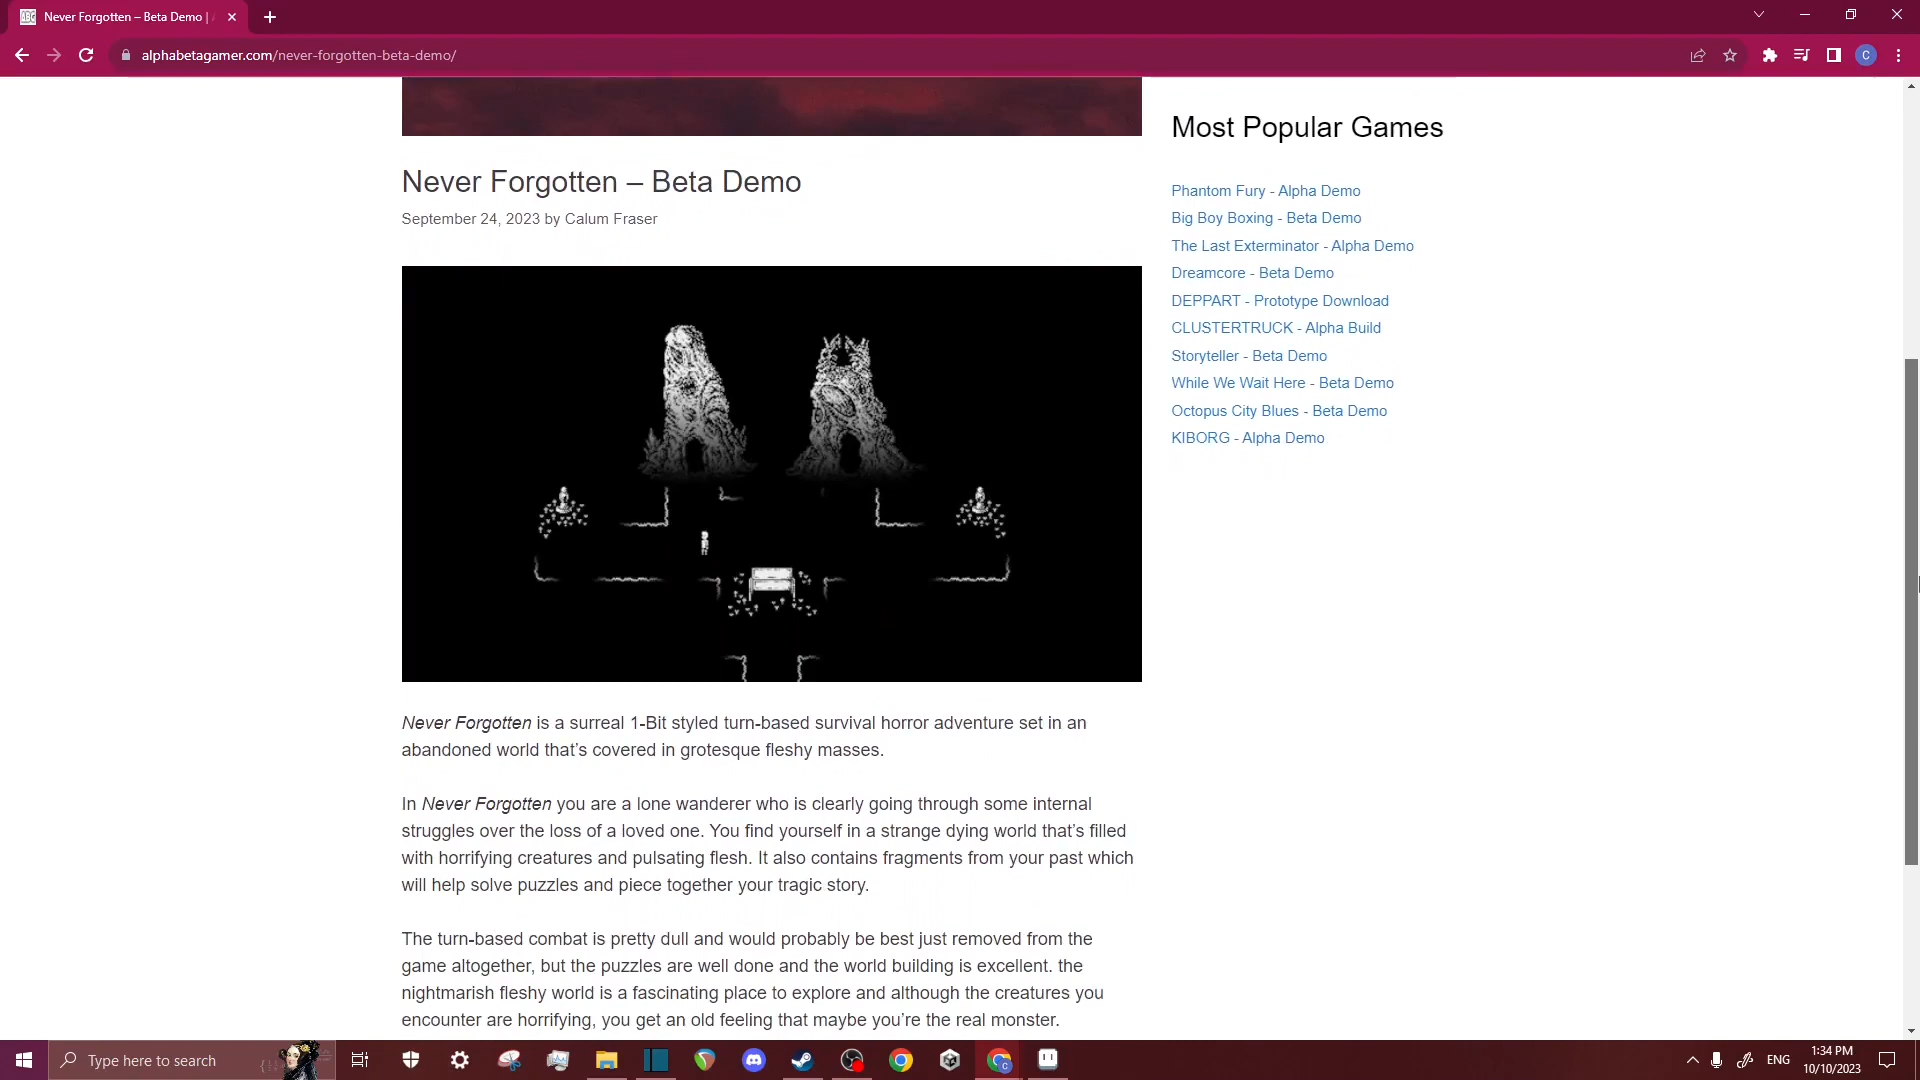 Never Forgotten – Beta Demo |
alphabetagamer.com/never-forgotten-beta-demo/
C
Never Forgotten – Beta Demo
September 24, 2023 by Calum Fraser
Never Forgotten is a surreal 1-Bit styled turn-based survival horror adventure set in an
abandoned world that’s covered in grotesque fleshy masses.
In Never Forgotten you are a lone wanderer who is clearly going through some internal
struggles over the loss of a loved one. You find yourself in a strange dying world that’s filled
with horrifying creatures and pulsating flesh. It also contains fragments from your past which
will help solve puzzles and piece together your tragic story.
The turn-based combat is pretty dull and would probably be best just removed from the
game altogether, but the puzzles are well done and the world building is excellent. the
nightmarish fleshy world is a fascinating place to explore and although the creatures you
encounter are horrifying, you get an old feeling that maybe you’re the real monster.
Most Popular Games
Phantom Fury - Alpha Demo
Big Boy Boxing - Beta Demo
The Last Exterminator - Alpha Demo
Dreamcore - Beta Demo
DEPPART - Prototype Download
CLUSTERTRUCK - Alpha Build
Storyteller - Beta Demo
While We Wait Here - Beta Demo
Octopus City Blues - Beta Demo
KIBORG - Alpha Demo
Type here to search
ENG
1:34 PM
10/10/2023